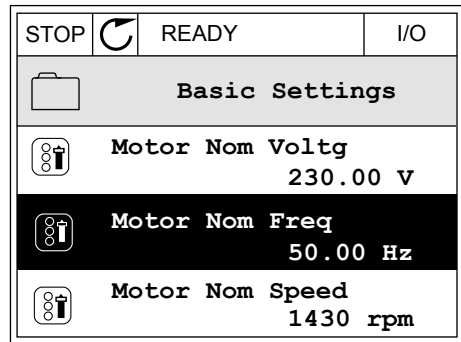 STOP READY I/O
Basic Settings
Motor Nom Voltg
230.00 V
Motor Nom Freq
50.00 Hz
Motor Nom Speed
1430 rpm